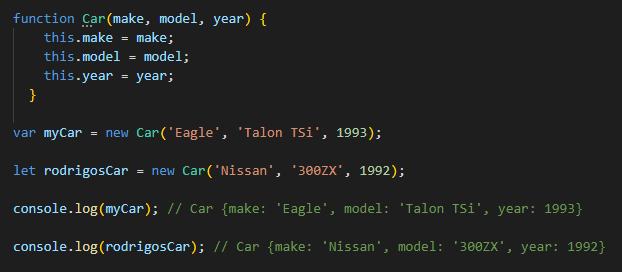 function Car(make, model, year) {
this.make = make;
this.model = model;
this.year = year;
}
var myCar = new Car('Eagle', 'Talon TSi', 1993);
let rodrigosCar = new Car('Nissan', '300ZX', 1992);
console.log(myCar); // Car {make: 'Eagle', model: 'Talon TSi', year: 1993}
console.log(rodrigosCar); // Car {make: 'Nissan', model: '300ZX', year: 1992}